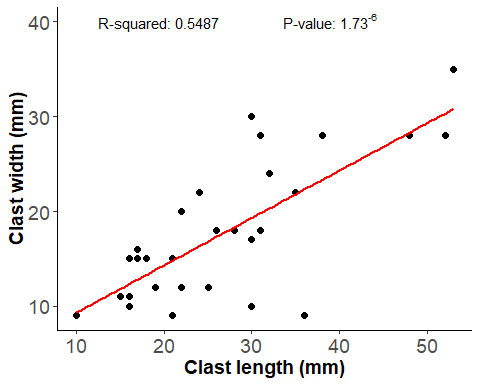 R-squared: 0.5487 P-value: 1.73⁻⁶
40
30
20
10
Clast width (mm)
10 20 30 40 50
Clast length (mm)